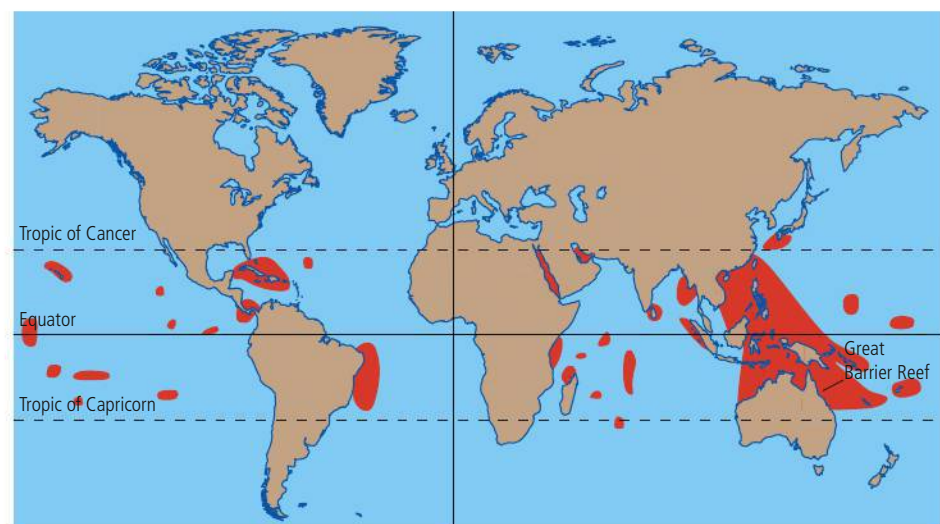 Tropic of Cancer
Equator
Great
Barrier Reef
Tropic of Capricorn